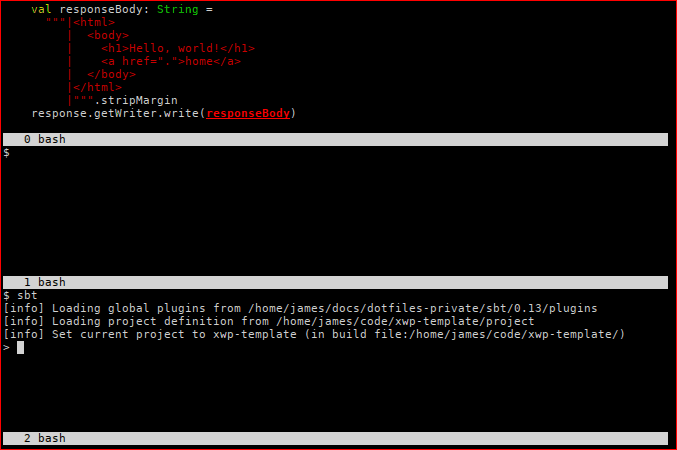 val responseBody: String =
      """|<html>
         |  <body>
         |    <h1>Hello, world!</h1>
         |    <a href=".">home</a>
         |  </body>
         |</html>
         |""".stripMargin
    response.getWriter.write(responseBody)
   0 bash
$
   1 bash
$ sbt
[info] Loading global plugins from /home/james/docs/dotfiles-private/sbt/0.13/plugins
[info] Loading project definition from /home/james/code/xwp-template/project
[info] Set current project to xwp-template (in build file:/home/james/code/xwp-template/)
>
   2 bash